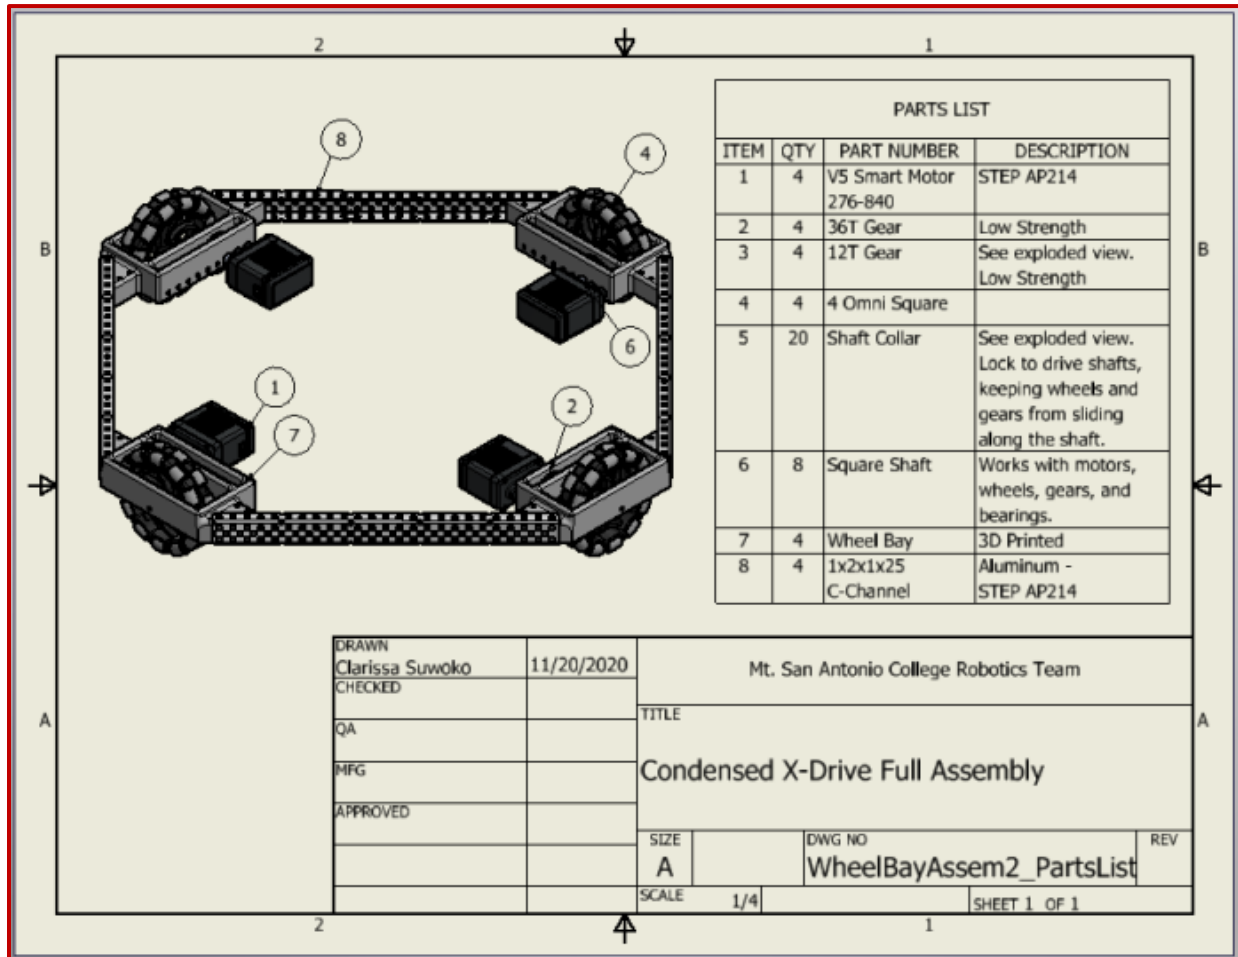 2 1
8
4
B B
6
1
2
7
PARTS LIST
ITEM QTY PART NUMBER DESCRIPTION
1 4 V5 Smart Motor STEP AP214
276-840
2 4 36T Gear Low Strength
3 4 12T Gear See exploded view.
Low Strength
4 4 4 Omni Square
5 20 Shaft Collar See exploded view.
Lock to drive shafts,
keeping wheels and
gears from sliding
along the shaft.
6 8 Square Shaft Works with motors,
wheels, gears, and
bearings.
7 4 Wheel Bay 3D Printed
8 4 1x2x1x25 Aluminum -
C-Channel STEP AP214
DRAWN
Clarissa Suwoko 11/20/2020
CHECKED
QA
MFG
APPROVED
Mt. San Antonio College Robotics Team
TITLE
Condensed X-Drive Full Assembly
A A
SIZE DWG NO REV
A WheelBayAssem2_PartsList
SCALE 1/4 SHEET 1 OF 1
2 1